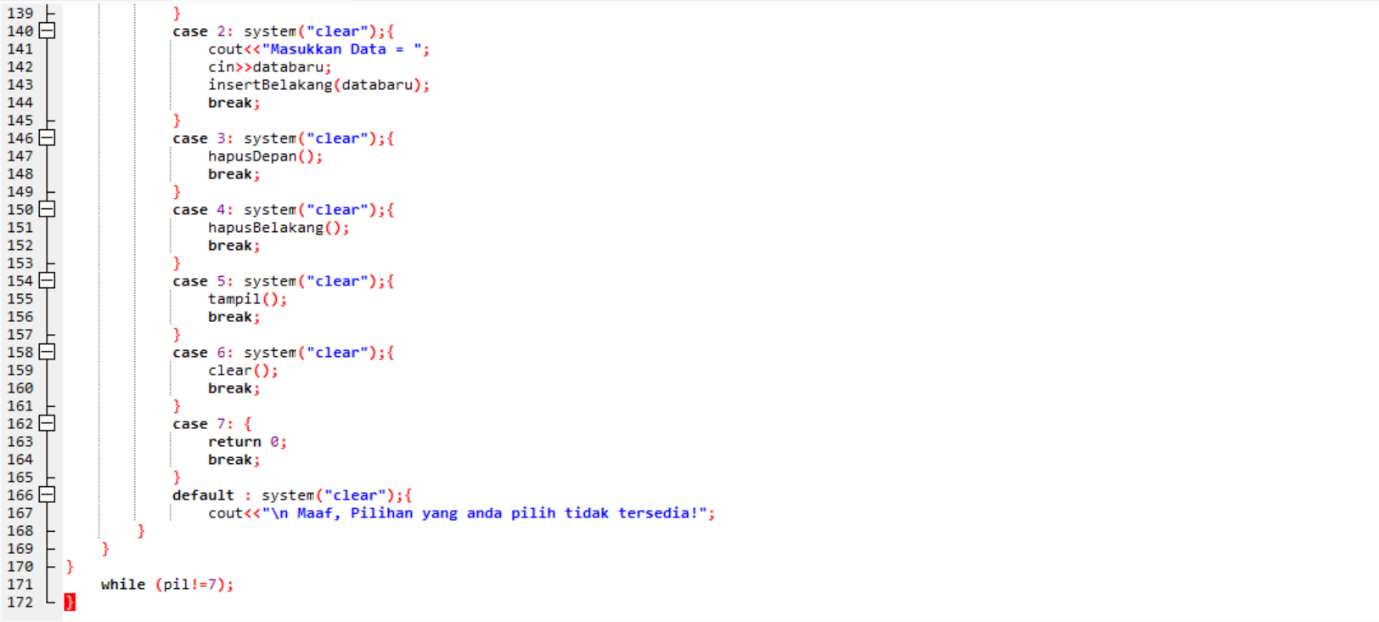 139 }
140 case 2: system("clear");{
141 cout<<"Masukkan Data = ";
142 cin>>databaru;
143 insertBelakang(databaru);
144 break;
145 }
146 case 3: system("clear");{
147 hapusDepan();
148 break;
149 }
150 case 4: system("clear");{
151 hapusBelakang();
152 break;
153 }
154 case 5: system("clear");{
155 tampil();
156 break;
157 }
158 case 6: system("clear");{
159 clear();
160 break;
161 }
162 case 7: {
163 return 0;
164 break;
165 }
166 default : system("clear");{
167 cout<<"\n Maaf, Pilihan yang anda pilih tidak tersedia!";
168 }
169 }
170 }
171 while (pil!=7);
172 }